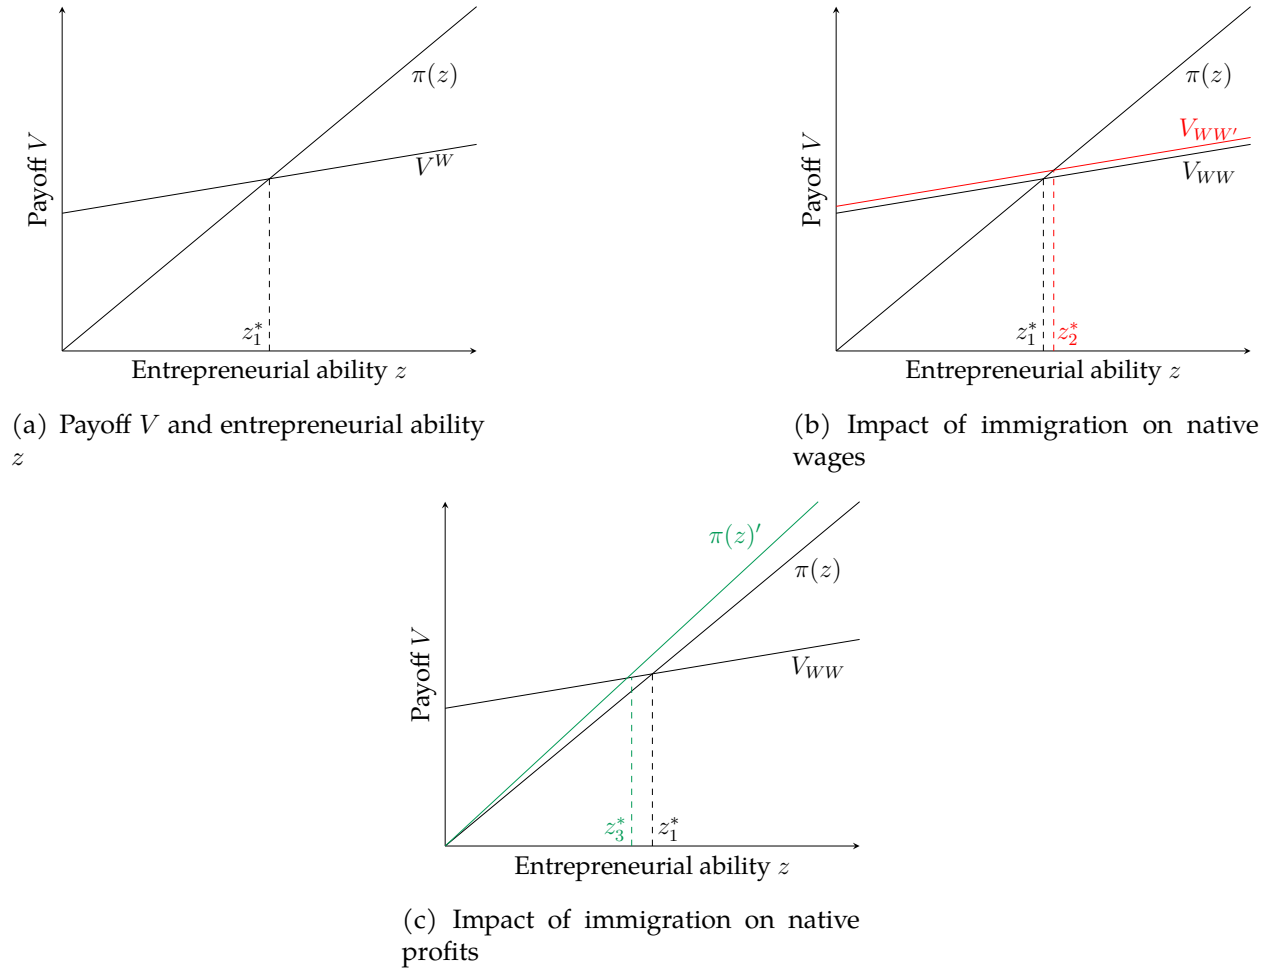 Payoff V
π(z)
V^W
z_1^*
Entrepreneurial ability z
(a) Payoff V and entrepreneurial ability
z
Payoff V
π(z)
V_{WW'}
V_{WW}
z_1^* z_2^*
Entrepreneurial ability z
(b) Impact of immigration on native
wages
Payoff V
π(z)'
π(z)
V_{WW}
z_3^* z_1^*
Entrepreneurial ability z
(c) Impact of immigration on native
profits